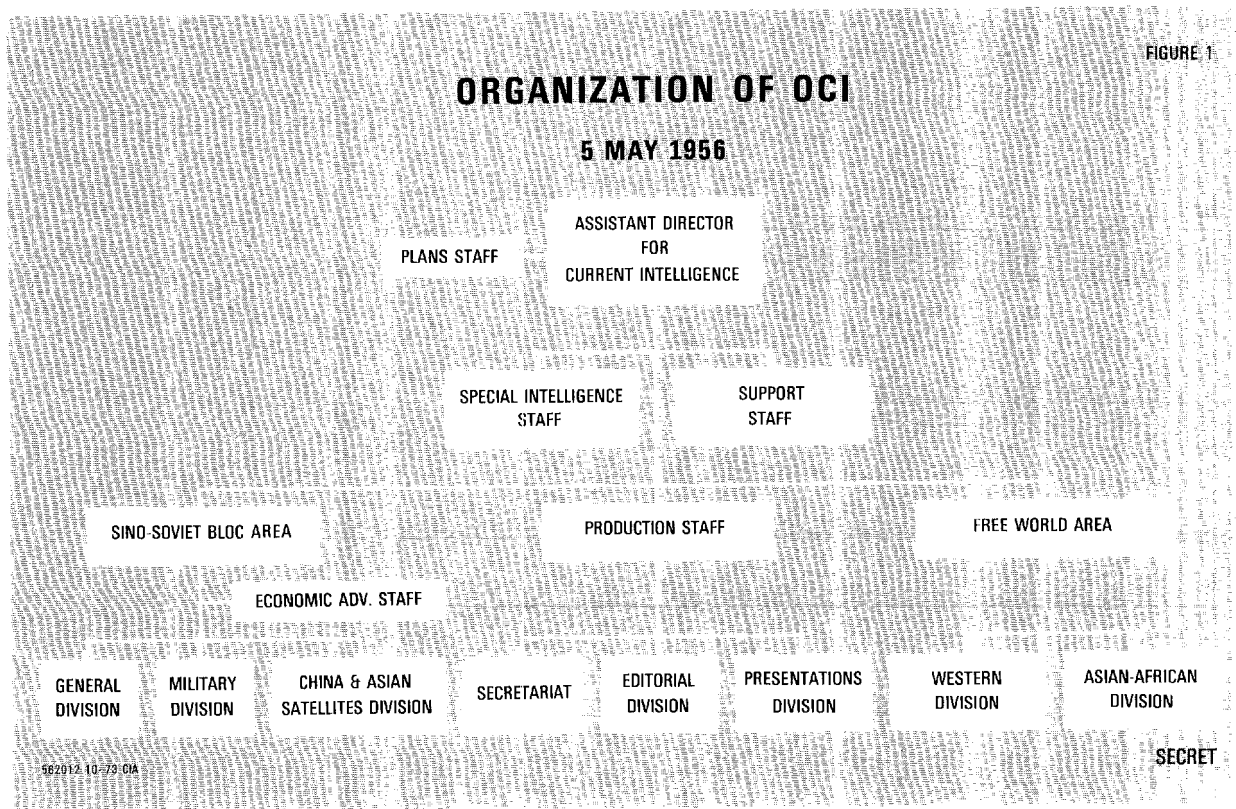 FIGURE 1
ORGANIZATION OF OCI
5 MAY 1956
ASSISTANT DIRECTOR
FOR
CURRENT INTELLIGENCE
PLANS STAFF
SPECIAL INTELLIGENCE
STAFF
SUPPORT
STAFF
SINO-SOVIET BLOC AREA
PRODUCTION STAFF
FREE WORLD AREA
ECONOMIC ADV. STAFF
GENERAL
DIVISION
MILITARY
DIVISION
CHINA & ASIAN
SATELLITES DIVISION
SECRETARIAT
EDITORIAL
DIVISION
PRESENTATIONS
DIVISION
WESTERN
DIVISION
ASIAN-AFRICAN
DIVISION
SECRET
562012 10-73 CIA